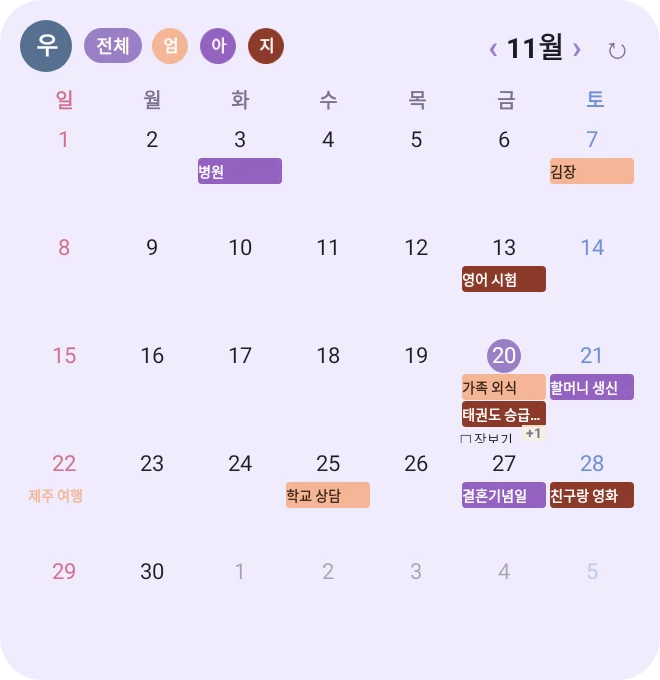 우 전체 엄 아 지 ‹ 11월 ›
일 월 화 수 목 금 토
1 2 3 4 5 6 7
병원 김장
8 9 10 11 12 13 14
영어 시험
15 16 17 18 19 20 21
가족 외식 할머니 생신
태권도 승급...
장보기 +1
22 23 24 25 26 27 28
제주 여행 학교 상담 결혼기념일 친구랑 영화
29 30 1 2 3 4 5